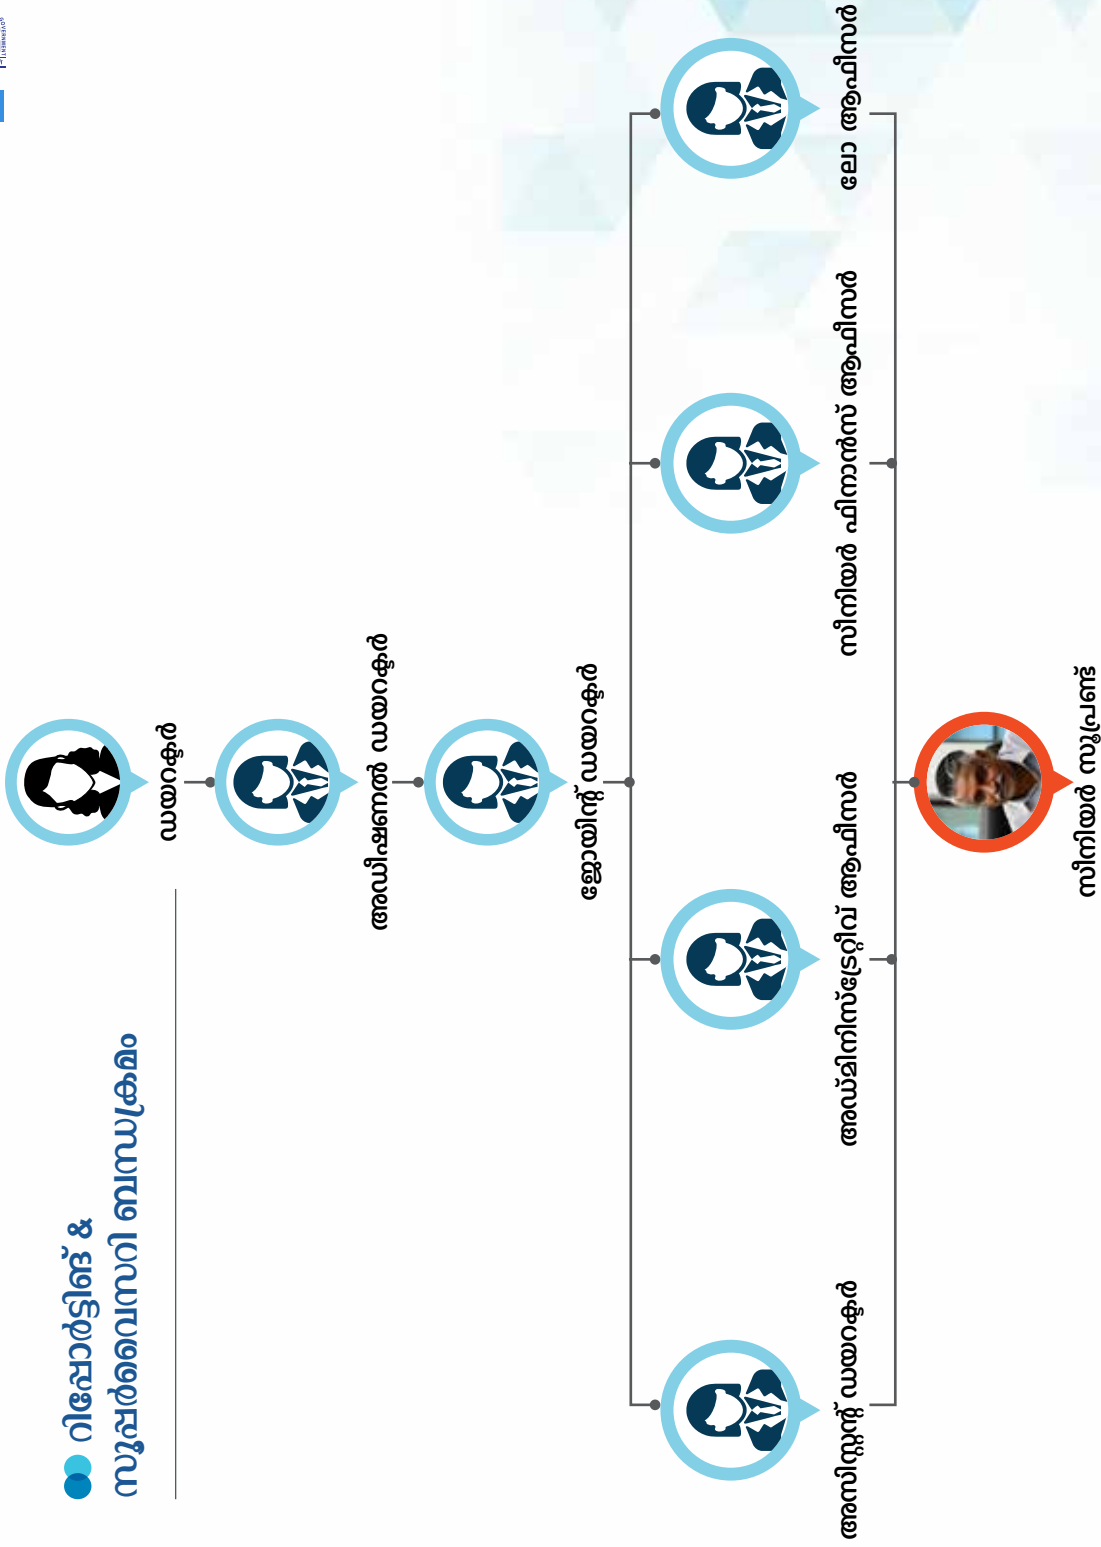 റിപ്പോർട്ടിങ് &
സൂപ്പർവൈസറി ബന്ധക്രമം
ഡയറക്ടർ
അഡീഷണൽ ഡയറക്ടർ
ജോയിന്റ് ഡയറക്ടർ
അസിസ്റ്റന്റ് ഡയറക്ടർ
അഡ്മിനിസ്ട്രേറ്റീവ് ആഫീസർ
സീനിയർ ഫിനാൻസ് ആഫീസർ
ലോ ആഫീസർ
സീനിയർ സൂപ്രണ്ട്